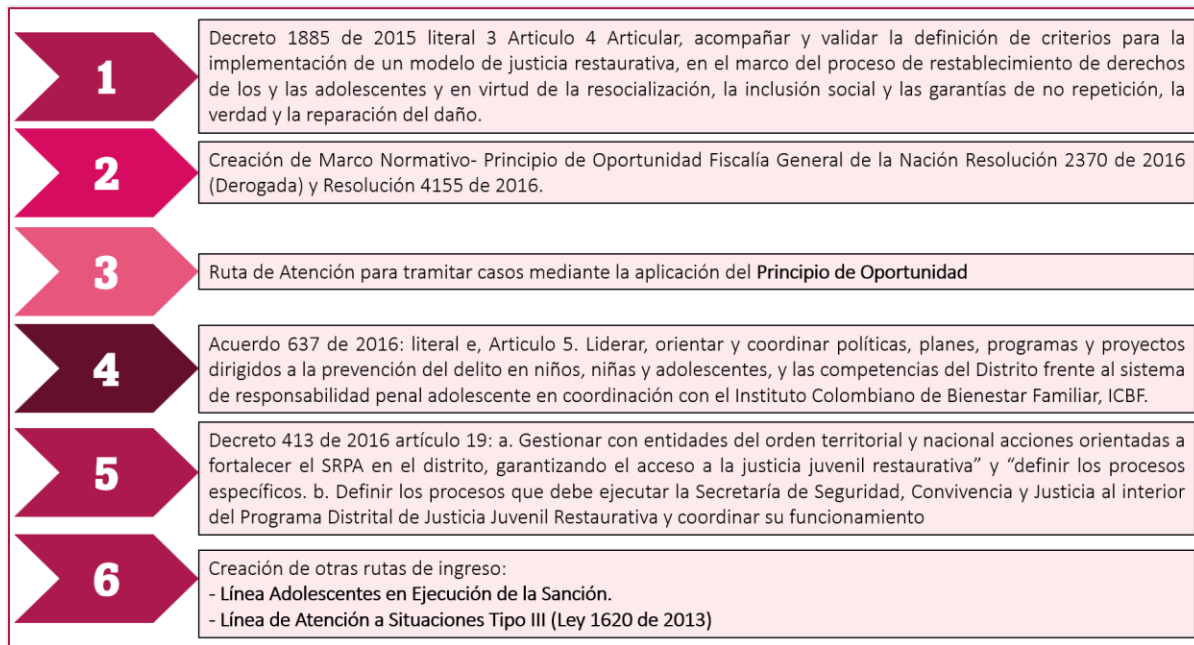 1
Decreto 1885 de 2015 literal 3 Articulo 4 Articular, acompañar y validar la definición de criterios para la
implementación de un modelo de justicia restaurativa, en el marco del proceso de restablecimiento de derechos
de los y las adolescentes y en virtud de la resocialización, la inclusión social y las garantías de no repetición, la
verdad y la reparación del daño.
2
Creación de Marco Normativo- Principio de Oportunidad Fiscalía General de la Nación Resolución 2370 de 2016
(Derogada) y Resolución 4155 de 2016.
3
Ruta de Atención para tramitar casos mediante la aplicación del Principio de Oportunidad
4
Acuerdo 637 de 2016: literal e, Articulo 5. Liderar, orientar y coordinar políticas, planes, programas y proyectos
dirigidos a la prevención del delito en niños, niñas y adolescentes, y las competencias del Distrito frente al sistema
de responsabilidad penal adolescente en coordinación con el Instituto Colombiano de Bienestar Familiar, ICBF.
5
Decreto 413 de 2016 artículo 19: a. Gestionar con entidades del orden territorial y nacional acciones orientadas a
fortalecer el SRPA en el distrito, garantizando el acceso a la justicia juvenil restaurativa” y “definir los procesos
específicos. b. Definir los procesos que debe ejecutar la Secretaría de Seguridad, Convivencia y Justicia al interior
del Programa Distrital de Justicia Juvenil Restaurativa y coordinar su funcionamiento
6
Creación de otras rutas de ingreso:
- Línea Adolescentes en Ejecución de la Sanción.
- Línea de Atención a Situaciones Tipo III (Ley 1620 de 2013)